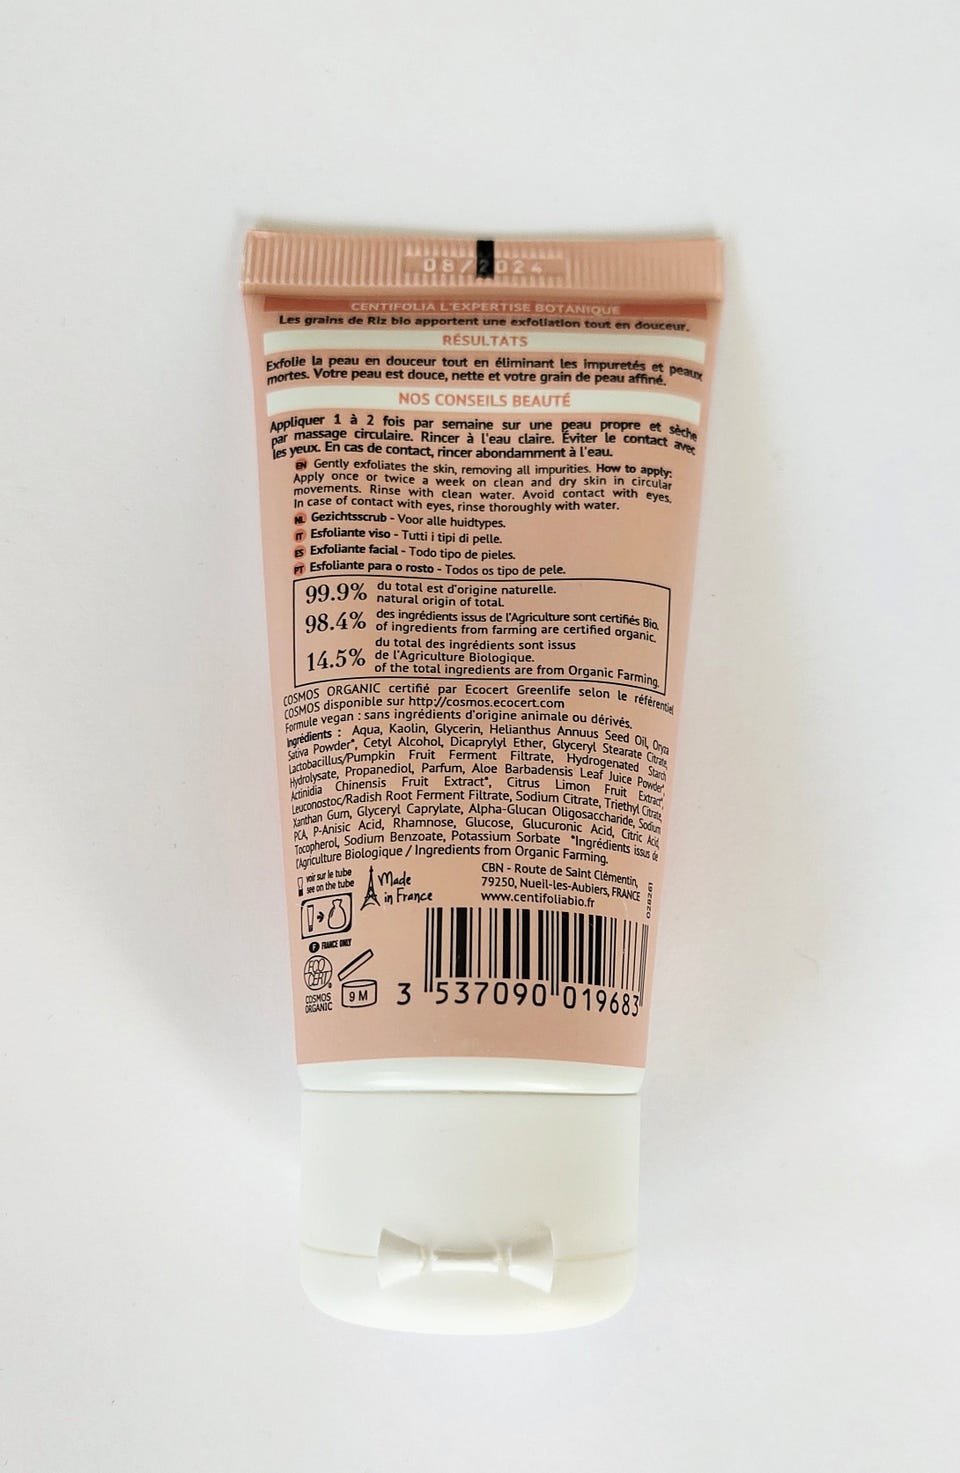 08/2024
CENTIFOLIA L'EXPERTISE BOTANIQUE
Les grains de Riz bio apportent une exfoliation tout en douceur.
RÉSULTATS
Exfolie la peau en douceur tout en éliminant les impuretés et peaux
mortes. Votre peau est douce, nette et votre grain de peau affiné.
NOS CONSEILS BEAUTÉ
Appliquer 1 à 2 fois par semaine sur une peau propre et sèche
par massage circulaire. Rincer à l'eau claire. Éviter le contact avec
les yeux. En cas de contact, rincer abondamment à l'eau.
EN Gently exfoliates the skin, removing all impurities. How to apply:
Apply once or twice a week on clean and dry skin in circular
movements. Rinse with clean water. Avoid contact with eyes.
In case of contact with eyes, rinse thoroughly with water.
NL Gezichtsscrub - Voor alle huidtypes.
IT Esfoliante viso - Tutti i tipi di pelle.
ES Exfoliante facial - Todo tipo de pieles.
PT Esfoliante para o rosto - Todos os tipo de pele.
99.9% du total est d'origine naturelle.
natural origin of total.
98.4% des ingrédients issus de l'Agriculture sont certifiés Bio.
of ingredients from farming are certified organic.
14.5% du total des ingrédients sont issus
de l'Agriculture Biologique.
of the total ingredients are from Organic Farming.
COSMOS ORGANIC certifié par Ecocert Greenlife selon le référentiel
COSMOS disponible sur http://cosmos.ecocert.com
Formule vegan : sans ingrédients d'origine animale ou dérivés.
Ingrédients : Aqua, Kaolin, Glycerin, Helianthus Annuus Seed Oil, Oryza
Sativa Powder*, Cetyl Alcohol, Dicaprylyl Ether, Glyceryl Stearate Citrate,
Lactobacillus/Pumpkin Fruit Ferment Filtrate, Hydrogenated Starch
Hydrolysate, Propanediol, Parfum, Aloe Barbadensis Leaf Juice Powder*,
Actinidia Chinensis Fruit Extract*, Citrus Limon Fruit Extract*,
Leuconostoc/Radish Root Ferment Filtrate, Sodium Citrate, Triethyl Citrate,
Xanthan Gum, Glyceryl Caprylate, Alpha-Glucan Oligosaccharide, Sodium
PCA, P-Anisic Acid, Rhamnose, Glucose, Glucuronic Acid, Citric Acid,
Tocopherol, Sodium Benzoate, Potassium Sorbate *Ingrédients issus de
l'Agriculture Biologique / Ingredients from Organic Farming.
voir sur le tube
see on the tube
Made
in France
CBN - Route de Saint Clémentin,
79250, Nueil-les-Aubiers, FRANCE
www.centifoliabio.fr
028261
F FRANCE ONLY
ECO
CERT®
COSMOS
ORGANIC
9 M
3 537090 019683